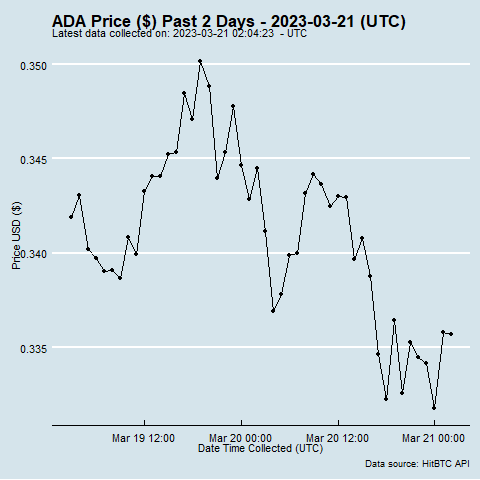 ADA Price ($) Past 2 Days - 2023-03-21 (UTC)
Latest data collected on: 2023-03-21 02:04:23  - UTC
0.350
0.345
0.340
0.335
Price USD ($)
Mar 19 12:00
Mar 20 00:00
Mar 20 12:00
Mar 21 00:00
Date Time Collected (UTC)
Data source: HitBTC API